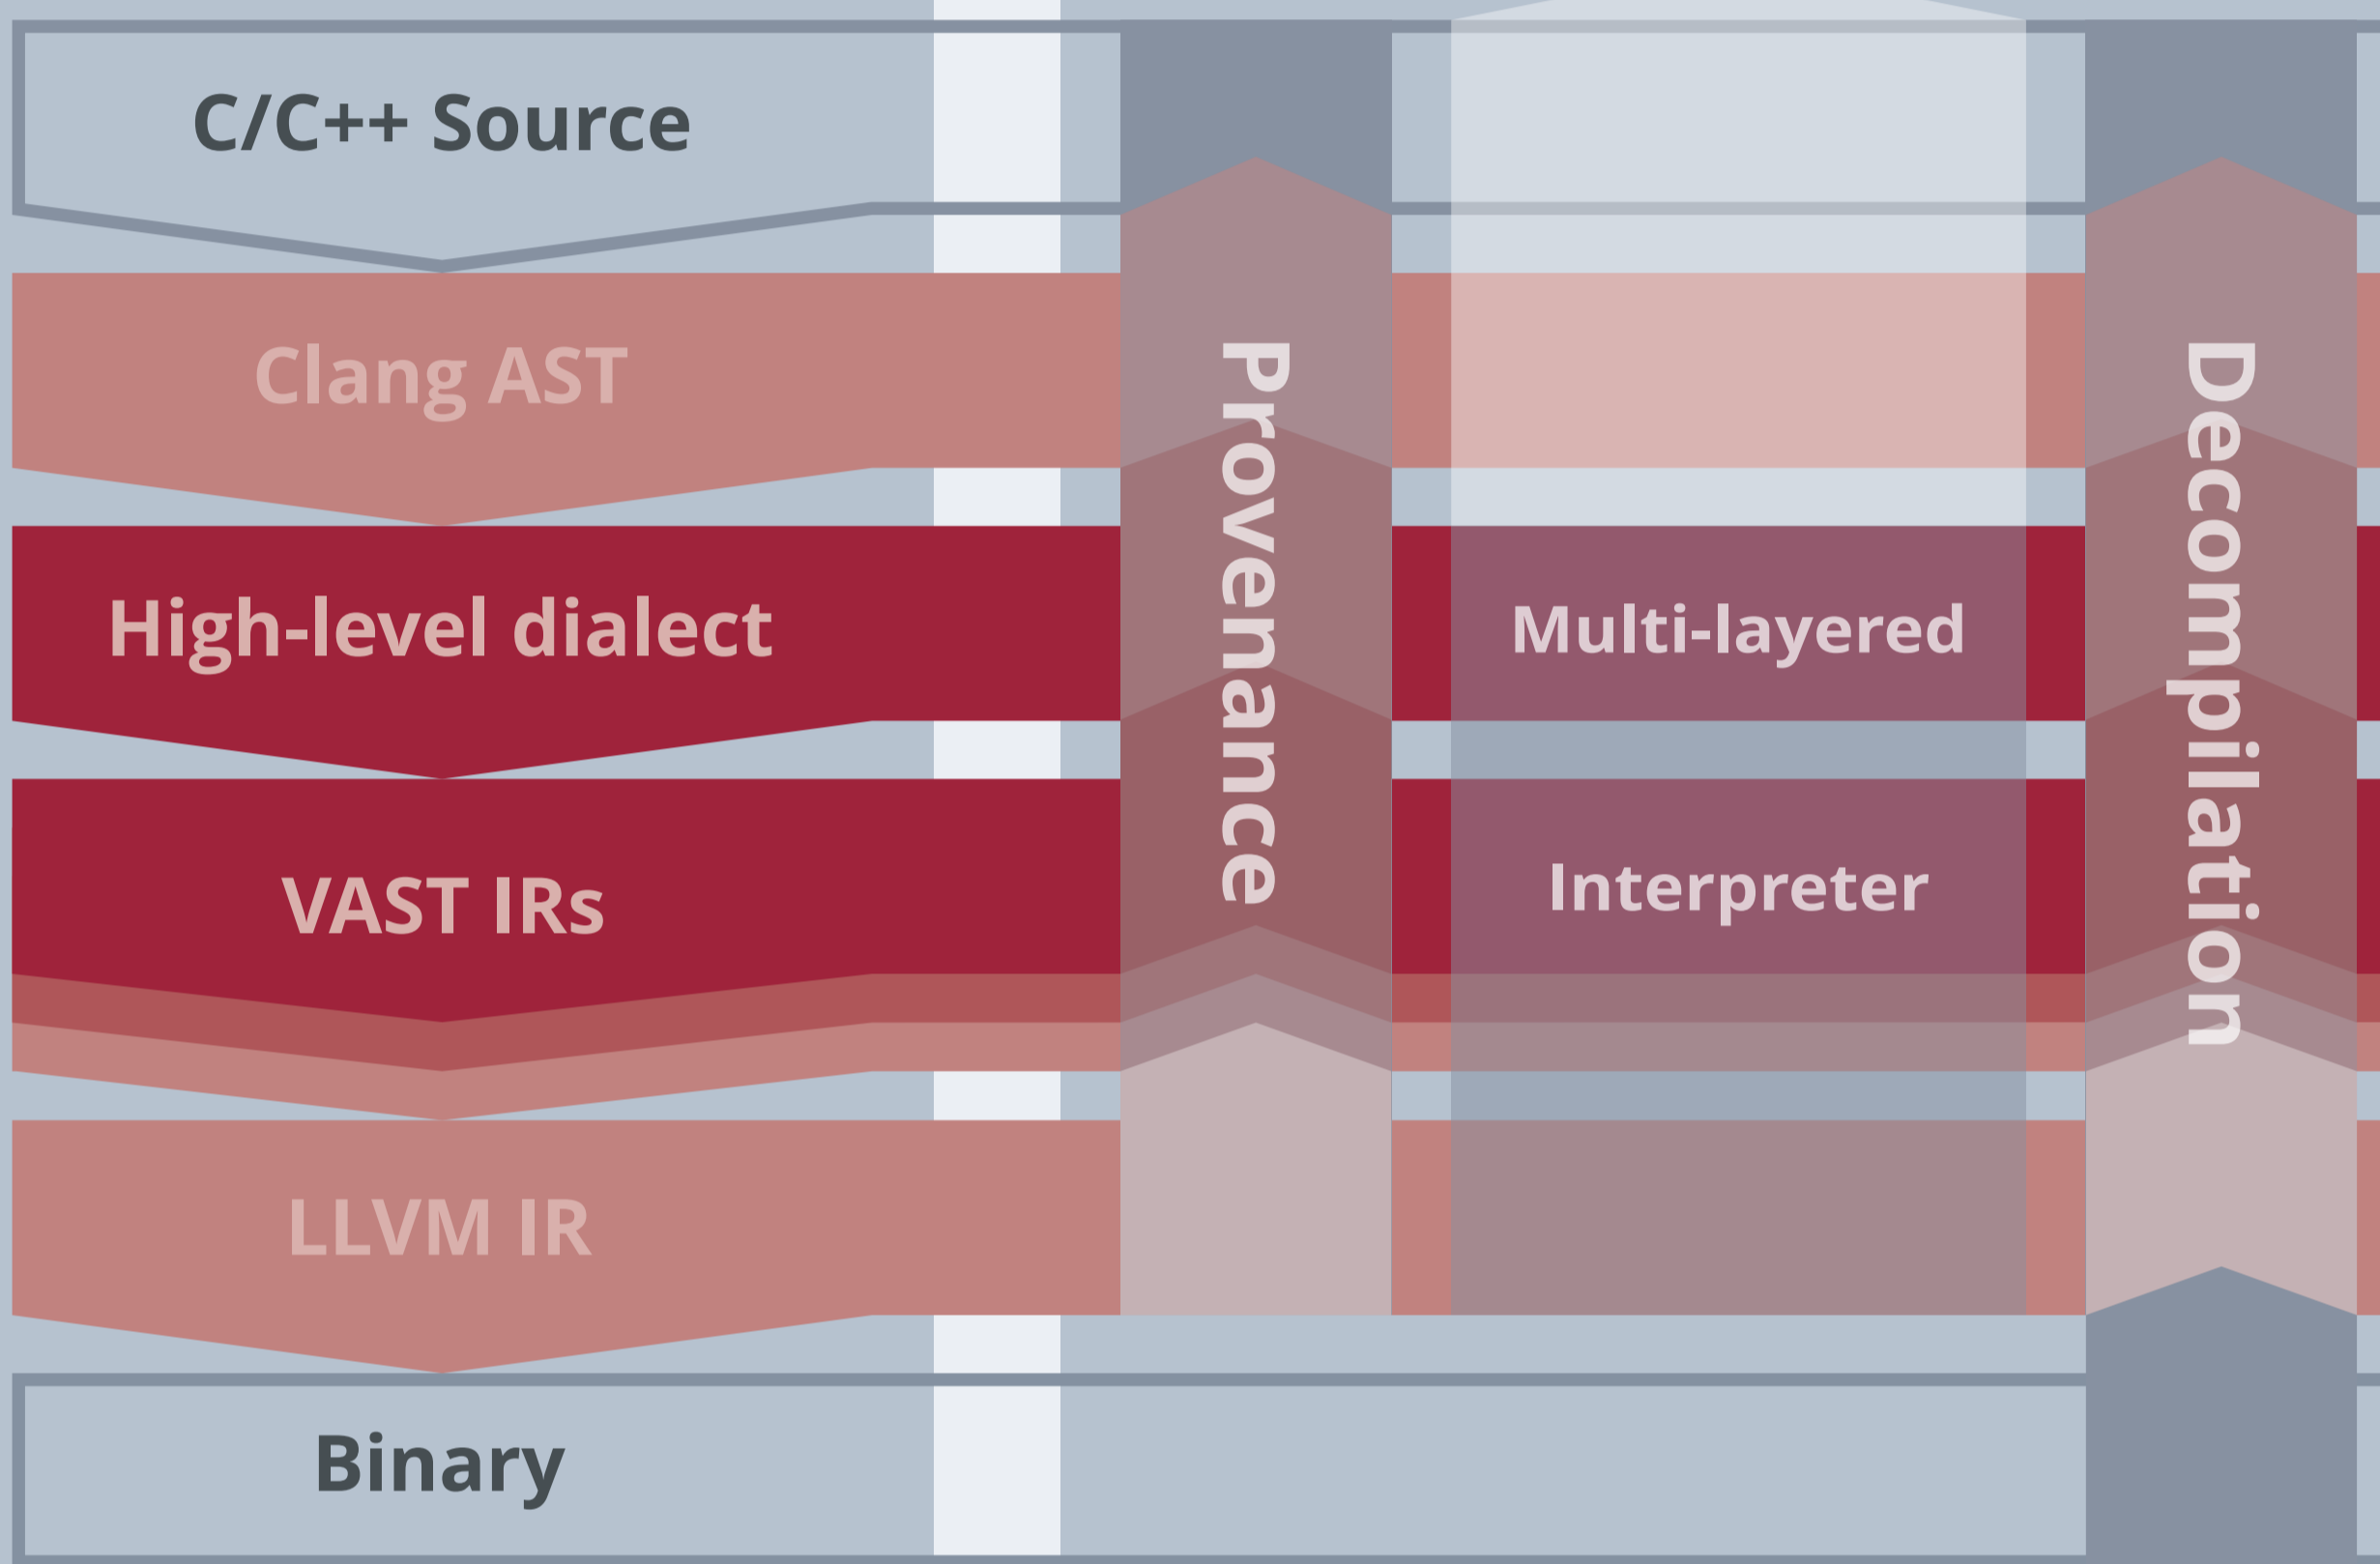 C/C++ Source
Clang AST
High-level dialect
VAST IRs
LLVM IR
Binary
Provenance
Multi-layered
Interpreter
Decompilation